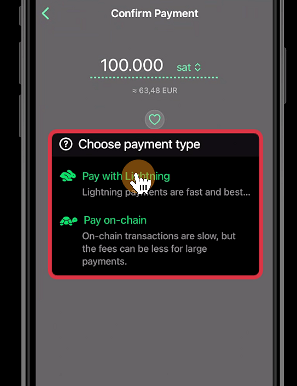 Confirm Payment
100.000 sat
≈ 63,48 EUR
Choose payment type
Pay with Lightning
Lightning payments are fast and best...
Pay on-chain
On-chain transactions are slow, but
the fees can be less for large
payments.